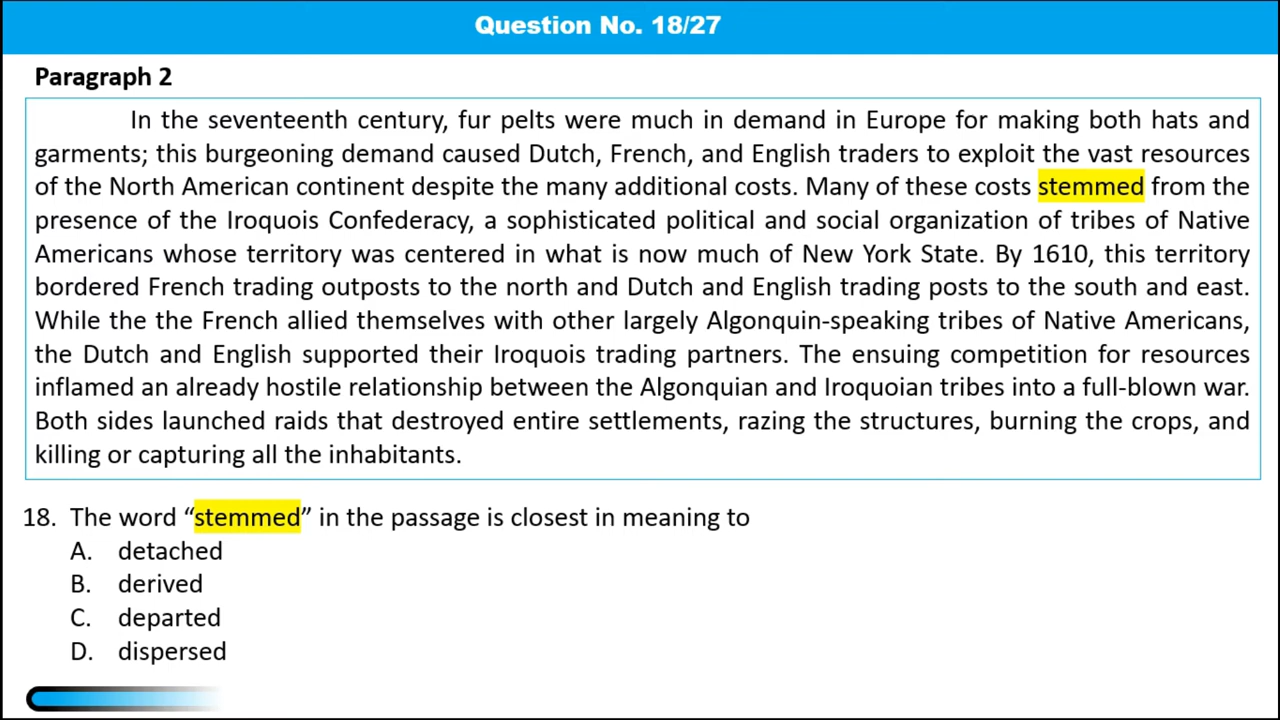 Question No. 18/27
Paragraph 2
In the seventeenth century, fur pelts were much in demand in Europe for making both hats and
garments; this burgeoning demand caused Dutch, French, and English traders to exploit the vast resources
of the North American continent despite the many additional costs. Many of these costs stemmed from the
presence of the Iroquois Confederacy, a sophisticated political and social organization of tribes of Native
Americans whose territory was centered in what is now much of New York State. By 1610, this territory
bordered French trading outposts to the north and Dutch and English trading posts to the south and east.
While the the French allied themselves with other largely Algonquin-speaking tribes of Native Americans,
the Dutch and English supported their Iroquois trading partners. The ensuing competition for resources
inflamed an already hostile relationship between the Algonquian and Iroquoian tribes into a full-blown war.
Both sides launched raids that destroyed entire settlements, razing the structures, burning the crops, and
killing or capturing all the inhabitants.
18. The word “stemmed” in the passage is closest in meaning to
A. detached
B. derived
C. departed
D. dispersed